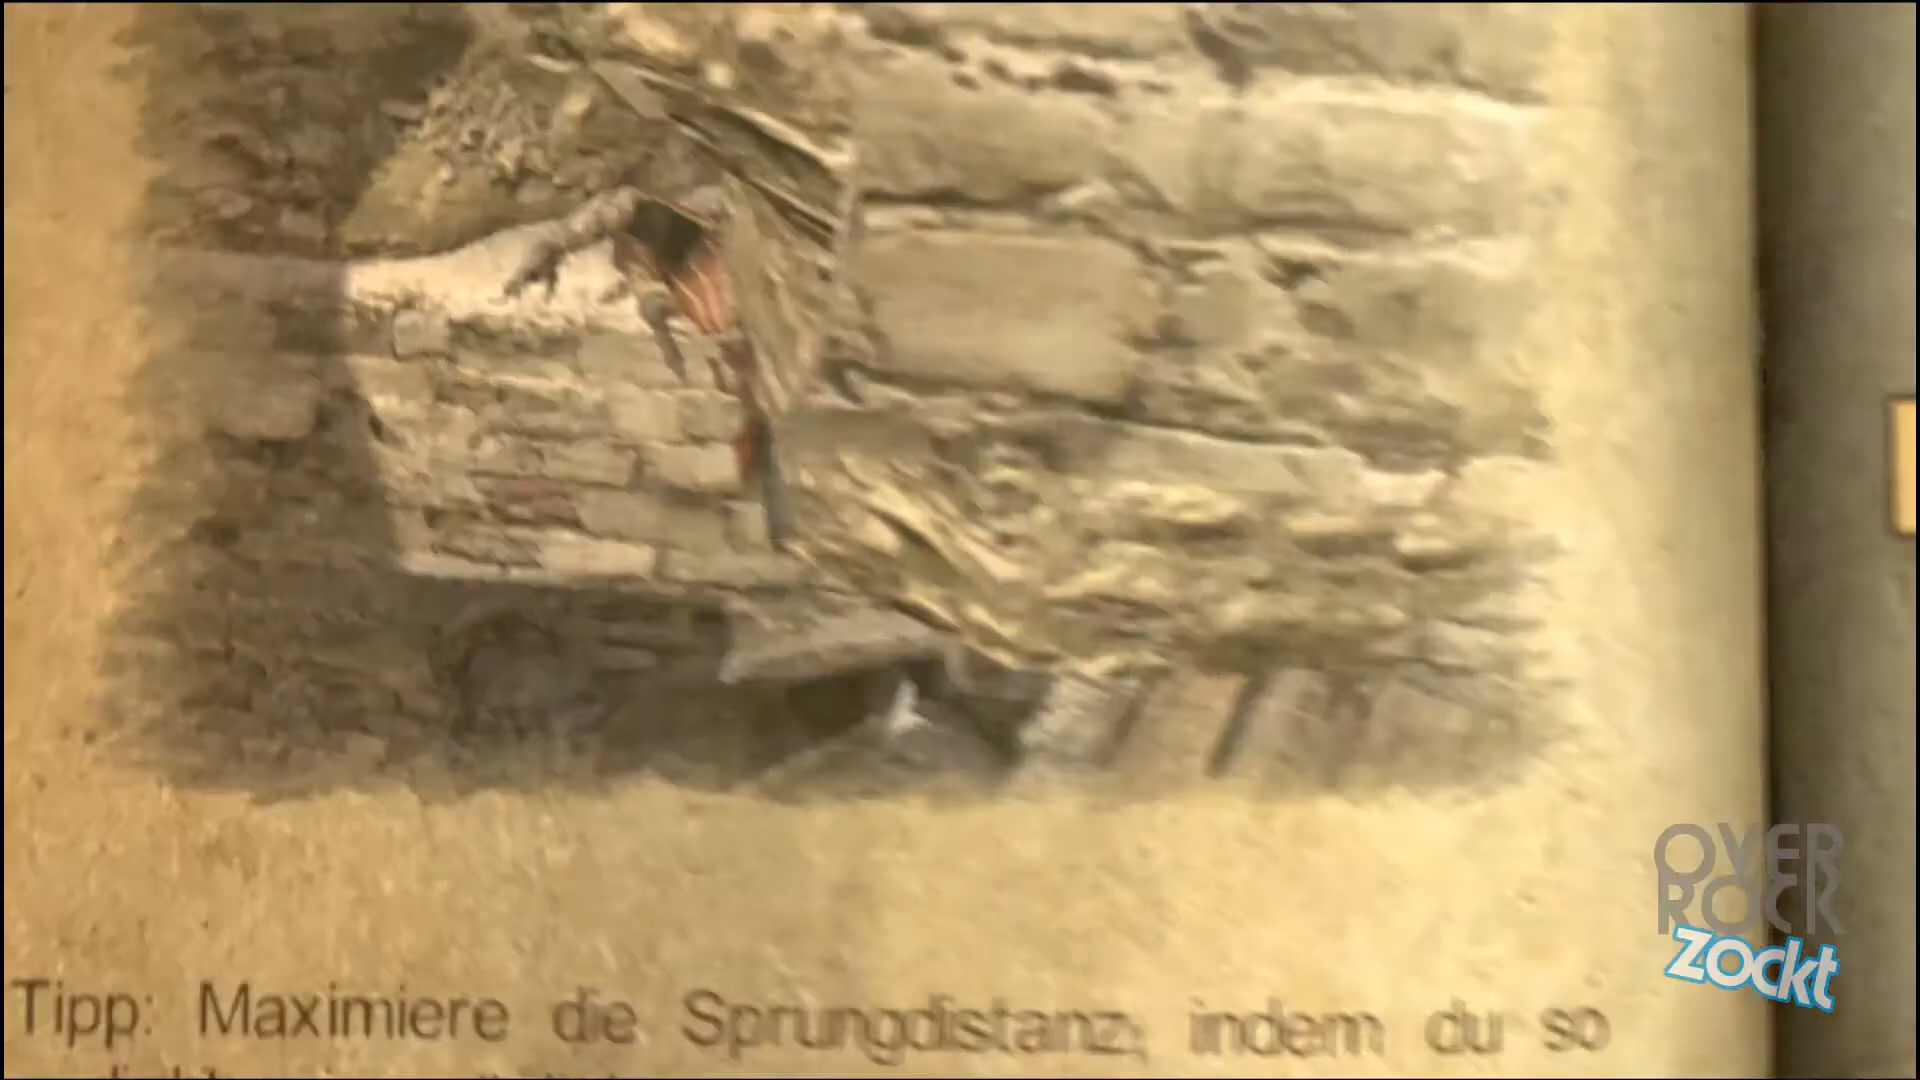 Tipp: Maximiere die Sprungdistanz, indem du so
OVER
ROCK
zockt